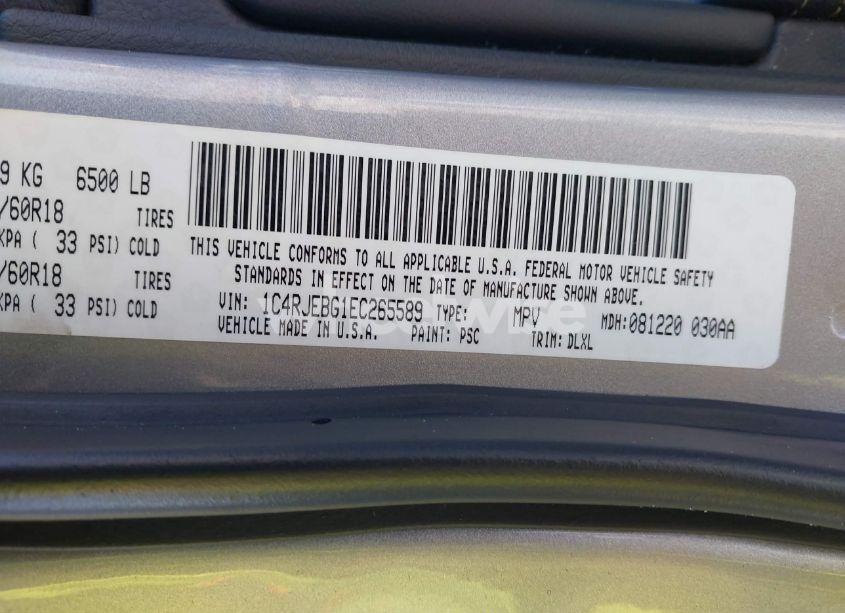 9 KG 6500 LB
/60R18 TIRES
KPA ( 33 PSI) COLD
/60R18 TIRES
KPA ( 33 PSI) COLD
THIS VEHICLE CONFORMS TO ALL APPLICABLE U.S.A. FEDERAL MOTOR VEHICLE SAFETY
STANDARDS IN EFFECT ON THE DATE OF MANUFACTURE SHOWN ABOVE.
VIN: 1C4RJEBG1EC265589 TYPE: MPV MDH:081220 030AA
VEHICLE MADE IN U.S.A. PAINT: PSC TRIM: DLXL